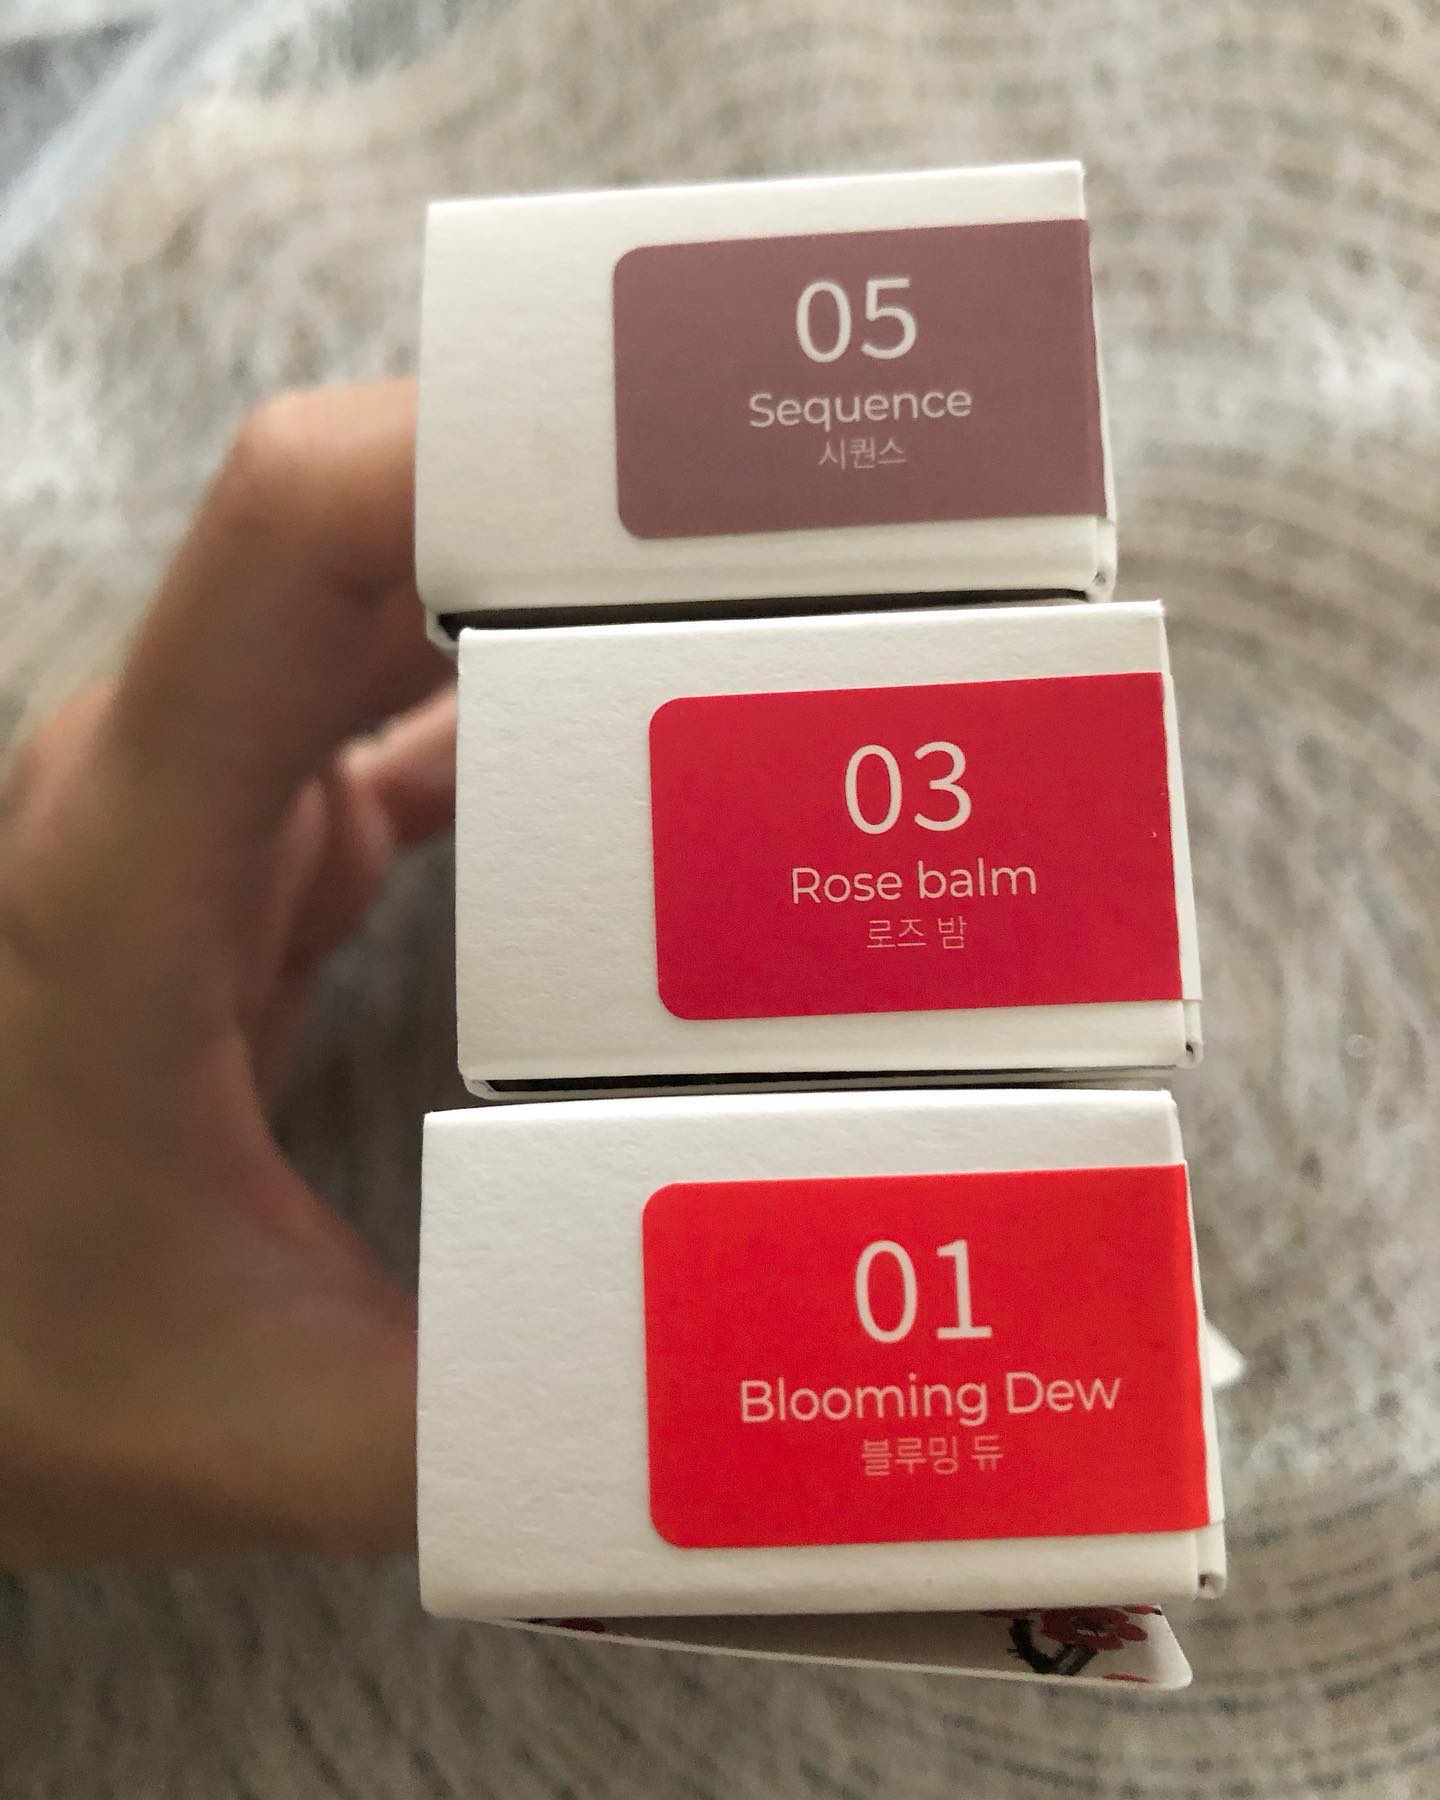 05
Sequence
시퀀스
03
Rose balm
로즈 밤
01
Blooming Dew
블루밍 듀